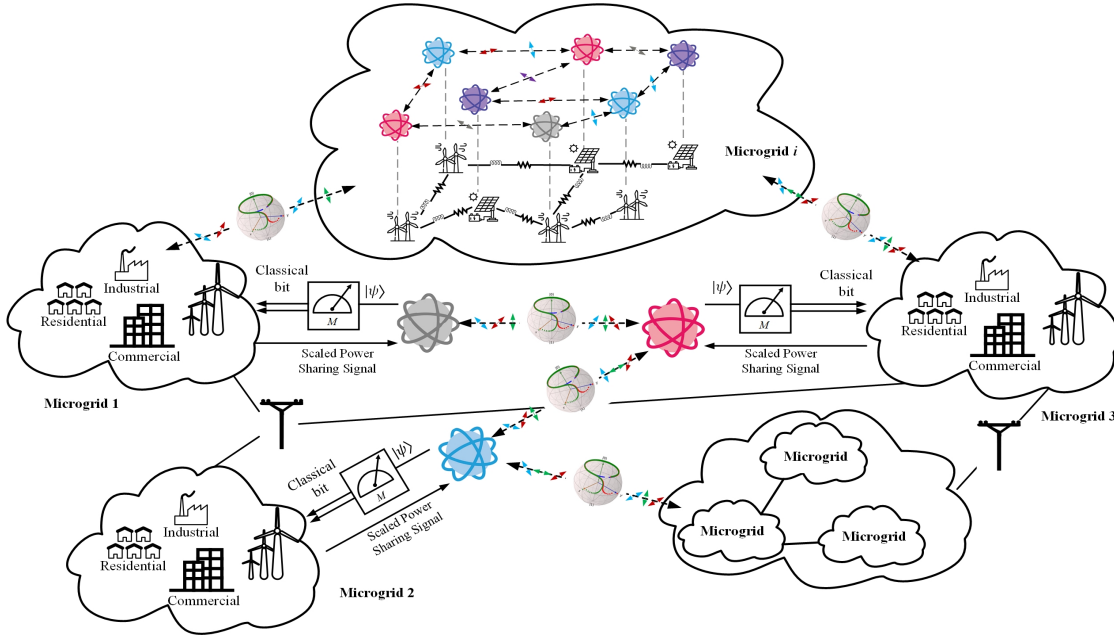 Microgrid i
Classical
bit
|ψ⟩
M
Scaled Power
Sharing Signal
Industrial
Residential
Commercial
Microgrid 1
|ψ⟩
M
Classical
bit
Scaled Power
Sharing Signal
Industrial
Residential
Commercial
Microgrid 3
Classical
bit
|ψ⟩
M
Scaled Power
Sharing Signal
Industrial
Residential
Commercial
Microgrid 2
Microgrid
Microgrid
Microgrid